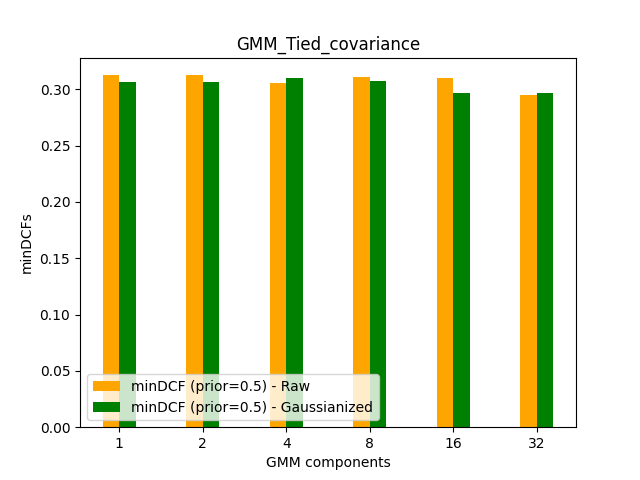 GMM_Tied_covariance
minDCFs
0.30
0.25
0.20
0.15
0.10
0.05
0.00
minDCF (prior=0.5) - Raw
minDCF (prior=0.5) - Gaussianized
1 2 4 8 16 32
GMM components